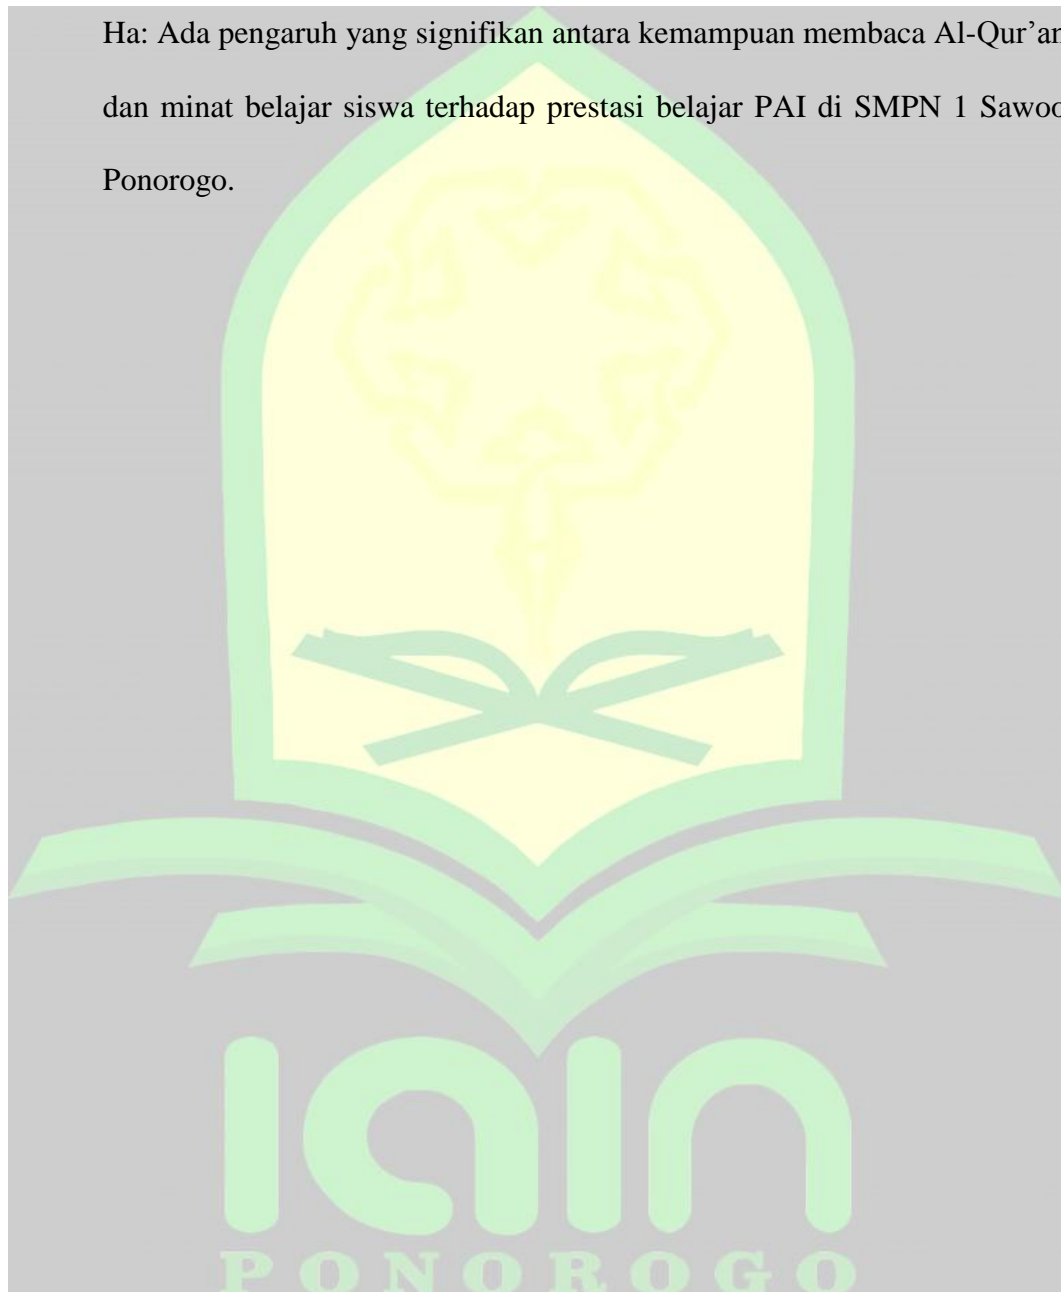 Ha: Ada pengaruh yang signifikan antara kemampuan membaca Al-Qur’an
dan minat belajar siswa terhadap prestasi belajar PAI di SMPN 1 Sawoo
Ponorogo.
iain
PONOROGO